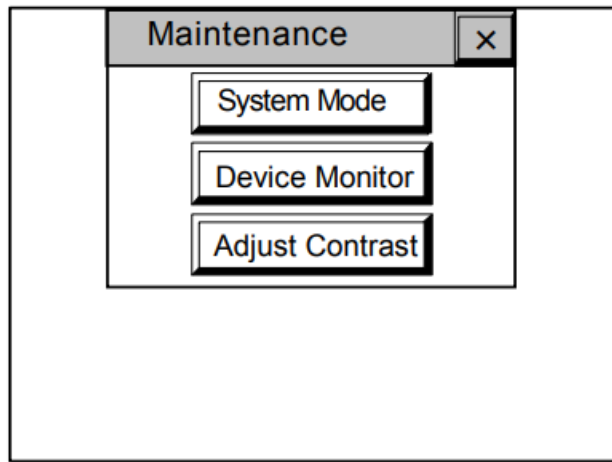 Maintenance ×
System Mode
Device Monitor
Adjust Contrast